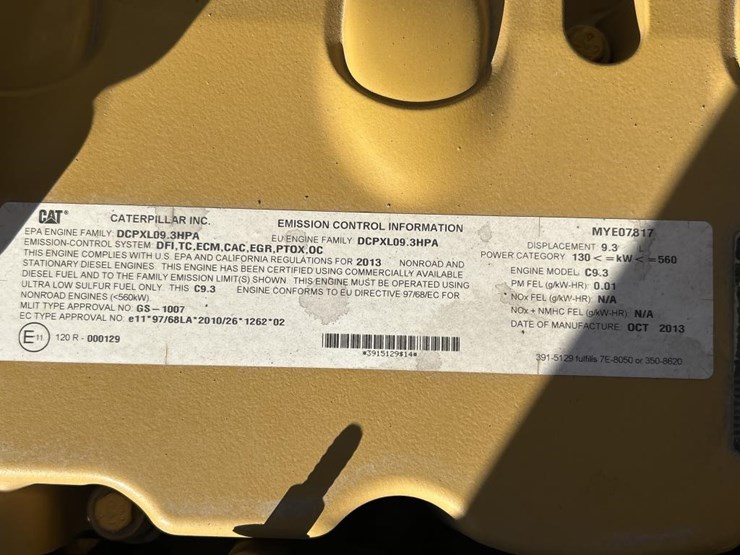 CAT® CATERPILLAR INC. EMISSION CONTROL INFORMATION MYE07817
EPA ENGINE FAMILY: DCPXL09.3HPA EU ENGINE FAMILY: DCPXL09.3HPA
EMISSION-CONTROL SYSTEM: DFI,TC,ECM,CAC,EGR,PTOX,OC
THIS ENGINE COMPLIES WITH U.S. EPA AND CALIFORNIA REGULATIONS FOR 2013 NONROAD AND
STATIONARY DIESEL ENGINES. THIS ENGINE HAS BEEN CERTIFIED USING COMMERCIALLY AVAILABLE
DIESEL FUEL AND TO THE FAMILY EMISSION LIMIT(S) SHOWN. THIS ENGINE MUST BE OPERATED USING
ULTRA LOW SULFUR FUEL ONLY. THIS C9.3 ENGINE CONFORMS TO EU DIRECTIVE 97/68/EC FOR
NONROAD ENGINES (<560kW)
MLIT TYPE APPROVAL NO: GS-1007
EC TYPE APPROVAL NO: e11*97/68LA*2010/26*1262*02
E11 120 R - 000129
*3915129$14*
DISPLACEMENT: 9.3 L
POWER CATEGORY: 130<=kW<=560
ENGINE MODEL: C9.3
PM FEL (g/kW-HR): 0.01
NOx FEL (g/kW-HR): N/A
NOx + NMHC FEL (g/kW-HR): N/A
DATE OF MANUFACTURE: OCT 2013
391-5129 fulfills 7E-8050 or 350-8620